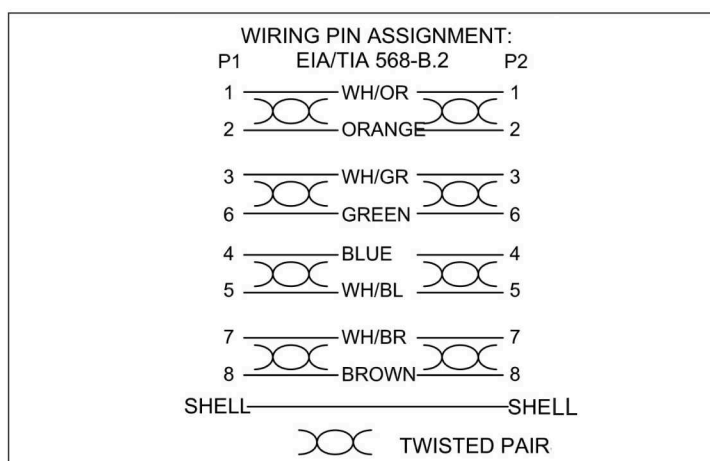 WIRING PIN ASSIGNMENT:
P1 EIA/TIA 568-B.2 P2
1 WH/OR 1
2 ORANGE 2
3 WH/GR 3
6 GREEN 6
4 BLUE 4
5 WH/BL 5
7 WH/BR 7
8 BROWN 8
SHELL SHELL
TWISTED PAIR